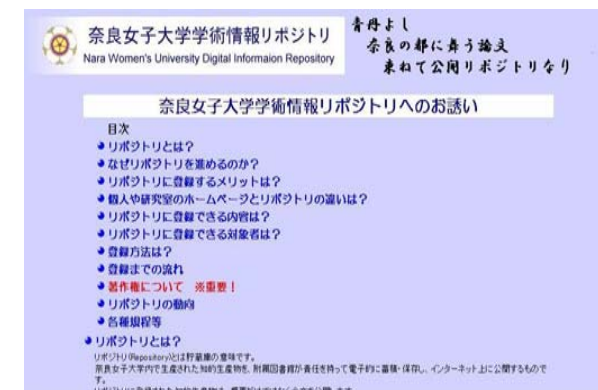 奈良女子大学学術情報リポジトリ
Nara Women's University Digital Informaion Repository
青丹よし
奈良の都に舞う論文
束ねて公開リポジトリなり
奈良女子大学学術情報リポジトリへのお誘い
目次
リポジトリとは？
なぜリポジトリを進めるのか？
リポジトリに登録するメリットは？
個人や研究室のホームページとリポジトリの違いは？
リポジトリに登録できる内容は？
リポジトリに登録できる対象者は？
登録方法は？
登録までの流れ
著作権について ※重要！
リポジトリの動向
各種規程等
リポジトリとは？
リポジトリ(Repository)とは貯蔵庫の意味です。
奈良女子大学内で生産された知的生産物を、附属図書館が責任を持って電子的に蓄積・保存し、インターネット上に公開するもので
す。